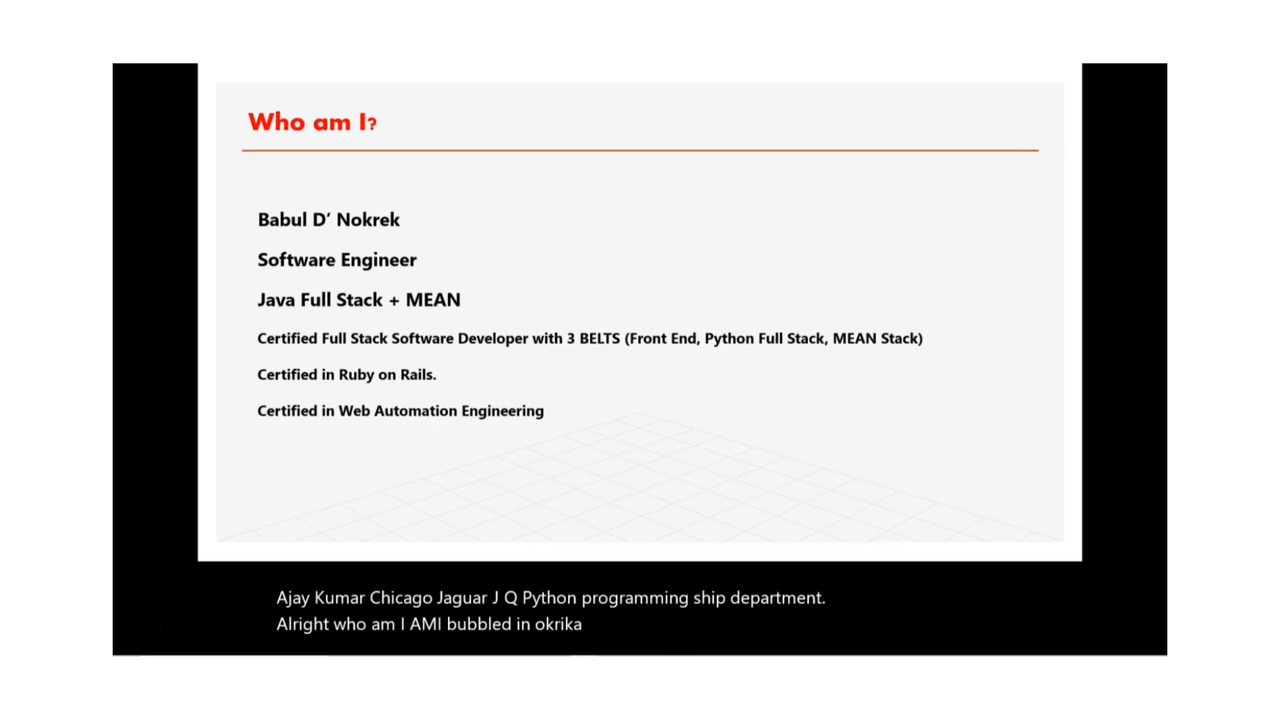 Who am I?
Babul D’ Nokrek
Software Engineer
Java Full Stack + MEAN
Certified Full Stack Software Developer with 3 BELTS (Front End, Python Full Stack, MEAN Stack)
Certified in Ruby on Rails.
Certified in Web Automation Engineering
Ajay Kumar Chicago Jaguar J Q Python programming ship department.
Alright who am I AMI bubbled in okrika